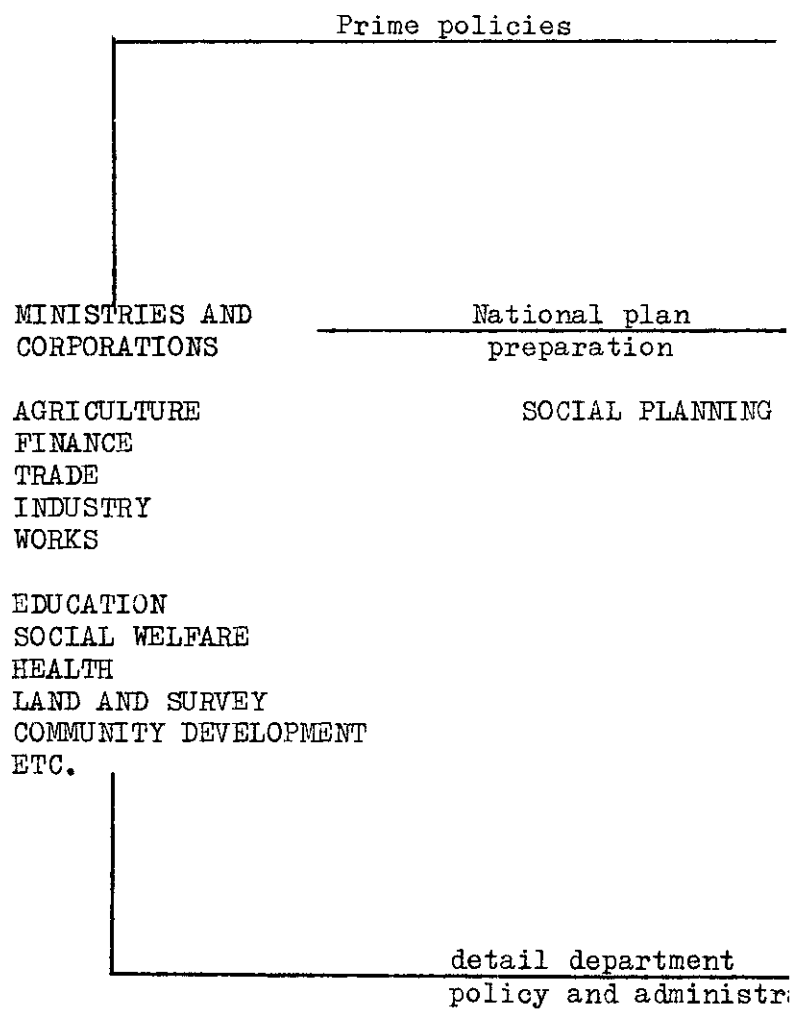 Prime policies
MINISTRIES AND
CORPORATIONS
National plan
preparation
AGRICULTURE
FINANCE
TRADE
INDUSTRY
WORKS
SOCIAL PLANNING
EDUCATION
SOCIAL WELFARE
HEALTH
LAND AND SURVEY
COMMUNITY DEVELOPMENT
ETC.
detail department
policy and